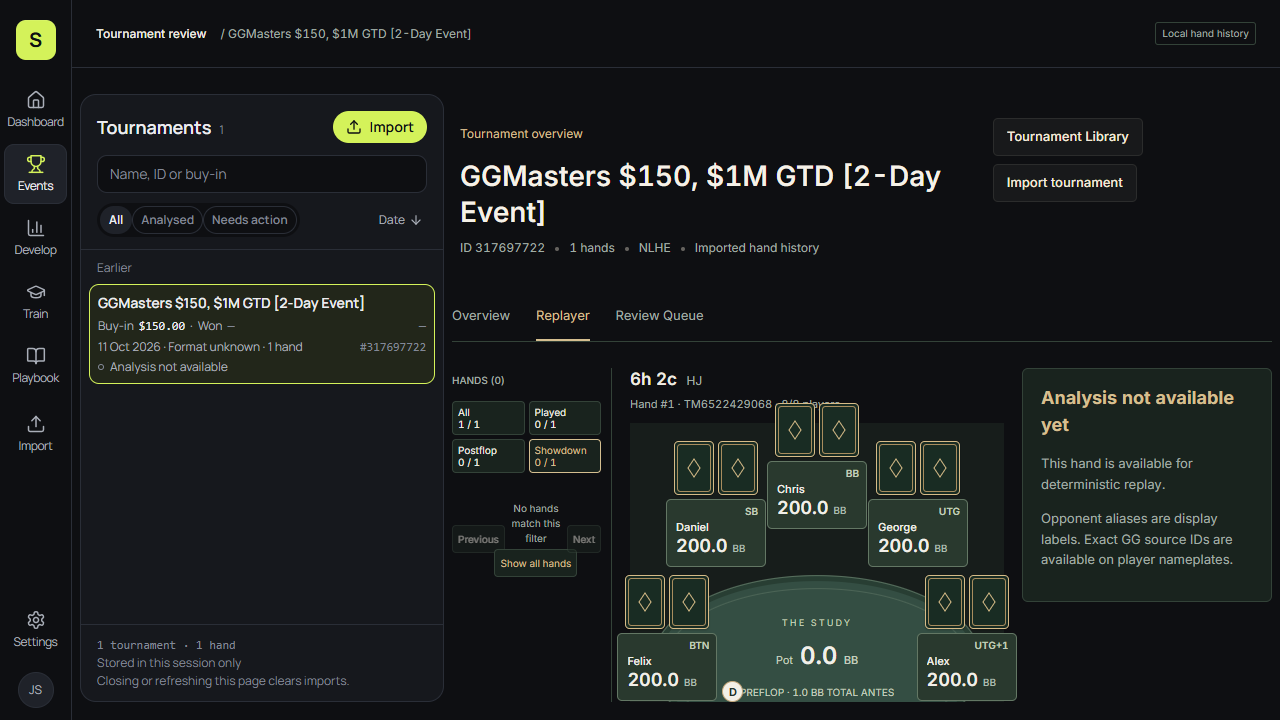 S
Tournament review / GGMasters $150, $1M GTD [2-Day Event]
Local hand history
Dashboard
Events
Develop
Train
Playbook
Import
Settings
JS
Tournaments 1
Import
Name, ID or buy-in
All Analysed Needs action Date ↓
Earlier
GGMasters $150, $1M GTD [2-Day Event]
Buy-in $150.00 · Won — —
11 Oct 2026 · Format unknown · 1 hand #317697722
Analysis not available
1 tournament · 1 hand
Stored in this session only
Closing or refreshing this page clears imports.
Tournament overview
GGMasters $150, $1M GTD [2-Day
Event]
ID 317697722 • 1 hands • NLHE • Imported hand history
Tournament Library
Import tournament
Overview Replayer Review Queue
HANDS (0)
All
1 / 1
Played
0 / 1
Postflop
0 / 1
Showdown
0 / 1
No hands
match this
filter
Previous
Next
Show all hands
6h 2c HJ
Hand #1 · TM6522429068
BB
Chris
200.0 BB
SB
Daniel
200.0 BB
UTG
George
200.0 BB
BTN
Felix
200.0 BB
UTG+1
Alex
200.0 BB
THE STUDY
Pot 0.0 BB
D
PREFLOP · 1.0 BB TOTAL ANTES
Analysis not available
yet
This hand is available for
deterministic replay.
Opponent aliases are display
labels. Exact GG source IDs are
available on player nameplates.